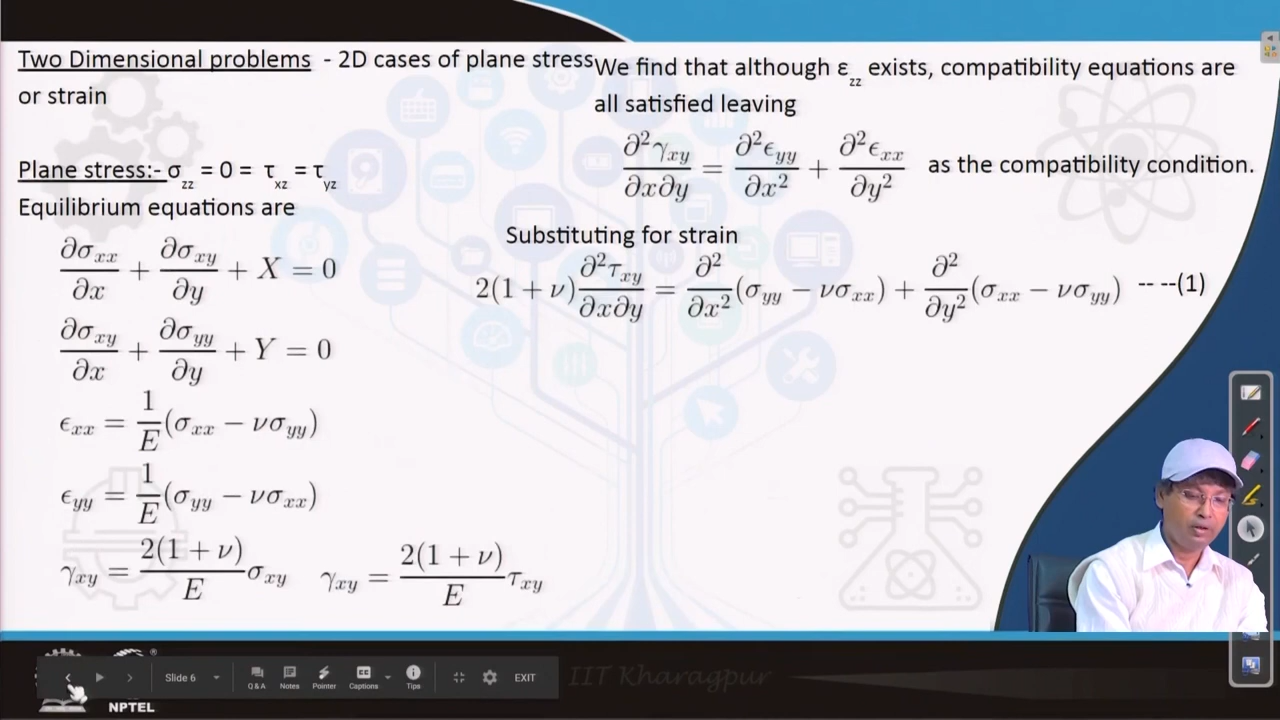 Two Dimensional problems - 2D cases of plane stress
or strain
Plane stress:- σ_zz = 0 = τ_xz = τ_yz
Equilibrium equations are
∂σ_xx/∂x + ∂σ_xy/∂y + X = 0
∂σ_xy/∂x + ∂σ_yy/∂y + Y = 0
ϵ_xx = 1/E (σ_xx − νσ_yy)
ϵ_yy = 1/E (σ_yy − νσ_xx)
γ_xy = 2(1 + ν)/E σ_xy
γ_xy = 2(1 + ν)/E τ_xy
We find that although ε_zz exists, compatibility equations are
all satisfied leaving
∂²γ_xy/∂x∂y = ∂²ϵ_yy/∂x² + ∂²ϵ_xx/∂y² as the compatibility condition.
Substituting for strain
2(1 + ν) ∂²τ_xy/∂x∂y = ∂²/∂x² (σ_yy − νσ_xx) + ∂²/∂y² (σ_xx − νσ_yy) -- --(1)
Slide 6
Q & A
Notes
Pointer
Captions
CC
Tips
EXIT
IIT Kharagpur
®
NPTEL